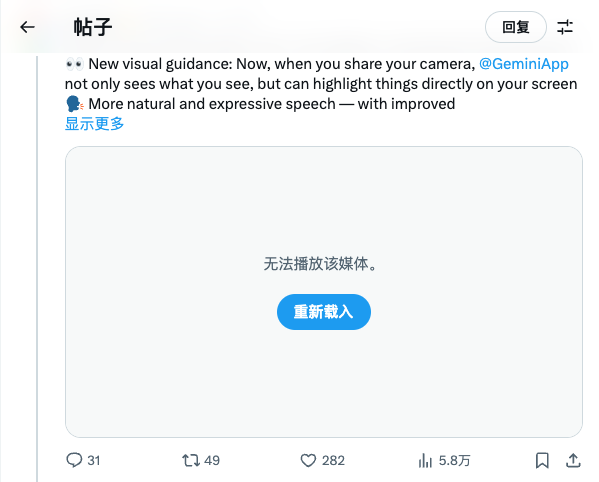 帖子
回复
👀 New visual guidance: Now, when you share your camera, @GeminiApp
not only sees what you see, but can highlight things directly on your screen
🗣️ More natural and expressive speech — with improved
显示更多
无法播放该媒体。
重新载入
31 49 282 5.8万